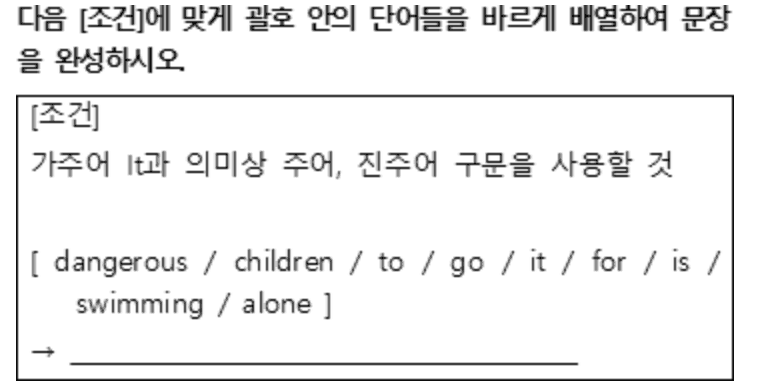 다음 [조건]에 맞게 괄호 안의 단어들을 바르게 배열하여 문장
을 완성하시오.
[조건]
가주어 It과 의미상 주어, 진주어 구문을 사용할 것
[ dangerous / children / to / go / it / for / is /
swimming / alone ]
→